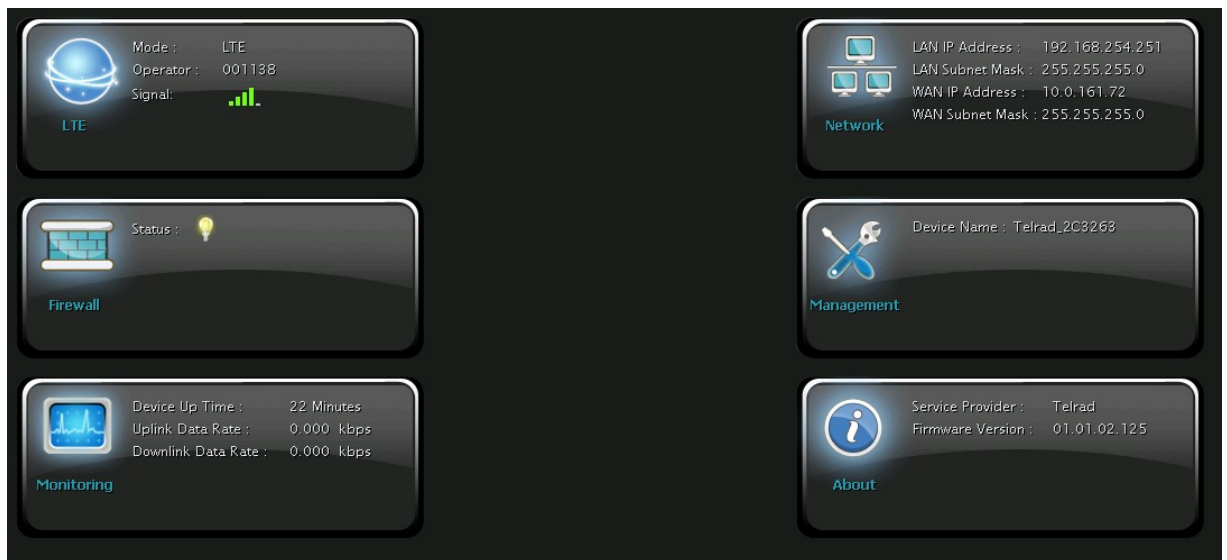 Mode : LTE
Operator : 001138
Signal:
LTE
LAN IP Address : 192.168.254.251
LAN Subnet Mask : 255.255.255.0
WAN IP Address : 10.0.161.72
WAN Subnet Mask : 255.255.255.0
Network
Status :
Firewall
Device Name : Telrad_2C3263
Management
Device Up Time : 22 Minutes
Uplink Data Rate : 0.000 kbps
Downlink Data Rate : 0.000 kbps
Monitoring
Service Provider : Telrad
Firmware Version : 01.01.02.125
About